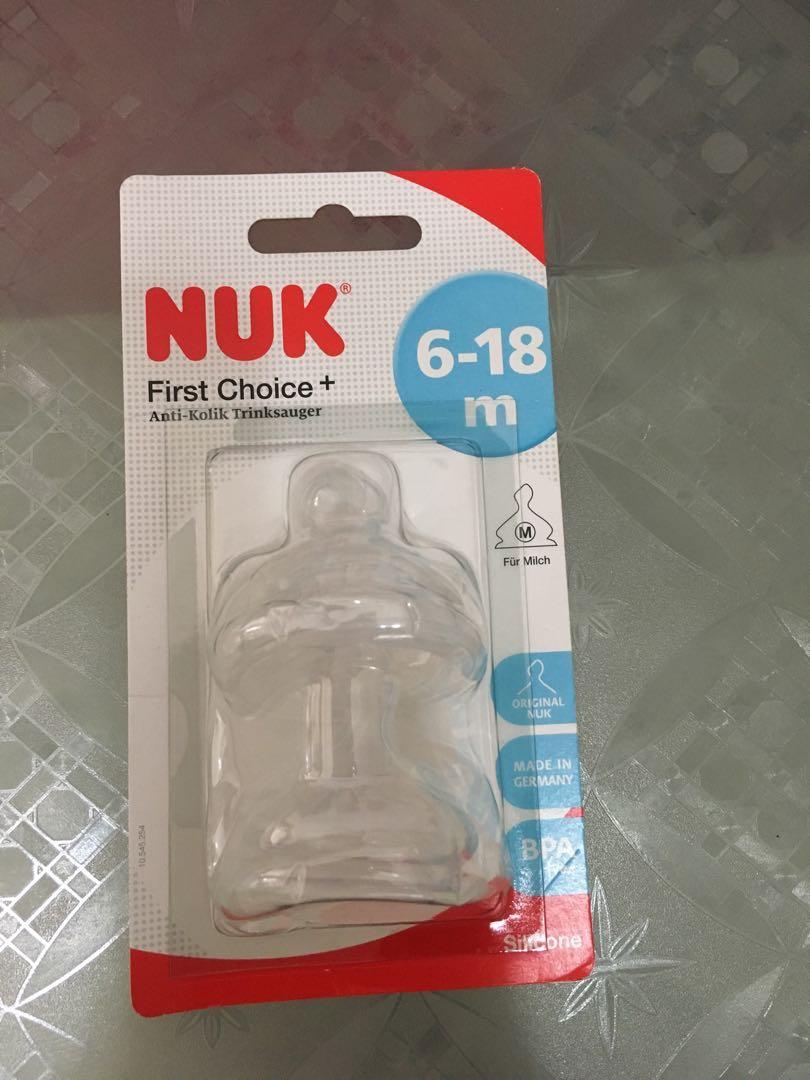 NUK®
First Choice +
Anti-Kolik Trinksauger
6-18
m
M
Für Milch
ORIGINAL
NUK
MADE IN
GERMANY
BPA
Silicone